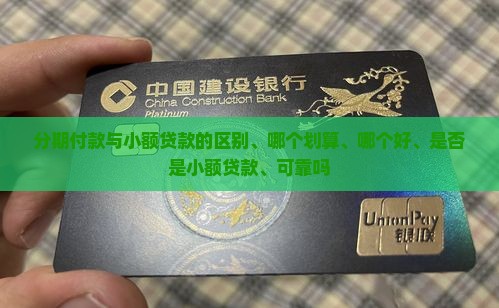 中国建设银行
China Construction Bank
Platinum
分期付款与小额贷款的区别、哪个划算、哪个好、是否
是小额贷款、可靠吗
UnionPay
银联